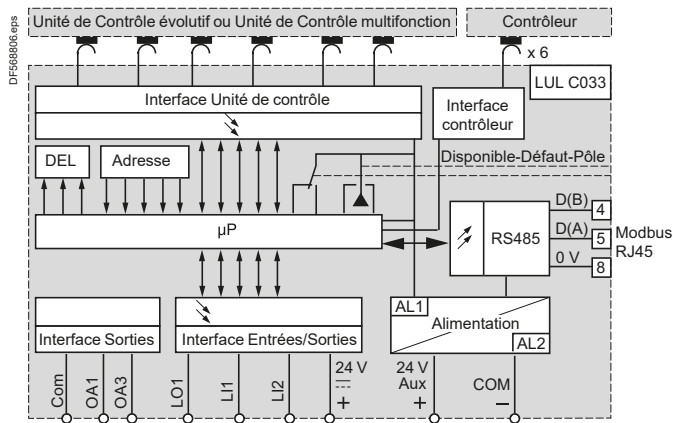 Unité de Contrôle évolutif ou Unité de Contrôle multifonction
Contrôleur
DF568806.eps
x 6
LUL C033
Interface Unité de contrôle
Interface
contrôleur
DEL
Adresse
Disponible-Défaut-Pôle
µP
RS485
D(B)
4
D(A)
5
0 V
8
Modbus
RJ45
AL1
Alimentation
AL2
Interface Sorties
Interface Entrées/Sorties
Com
OA1
OA3
LO1
LI1
LI2
24 V
+
24 V
Aux
+
COM
–